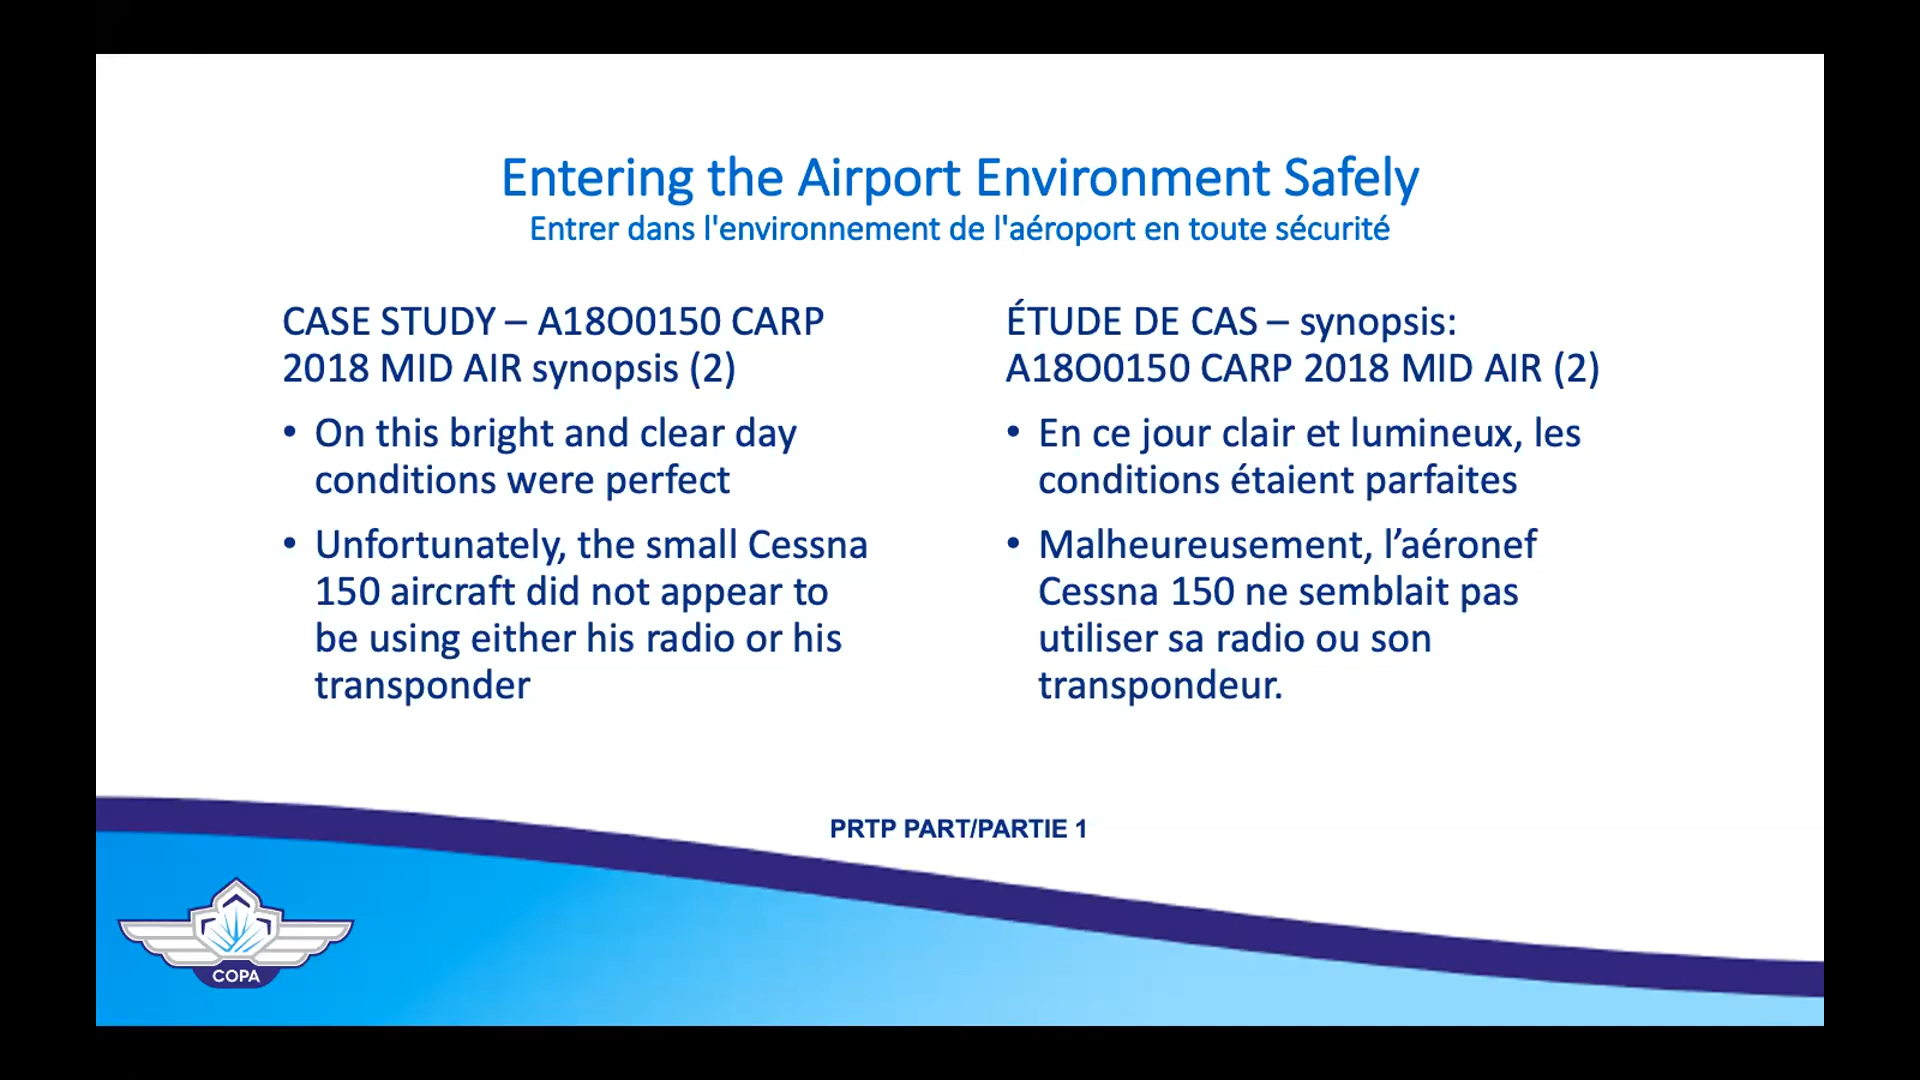 Entering the Airport Environment Safely
Entrer dans l'environnement de l'aéroport en toute sécurité
CASE STUDY – A18O0150 CARP
2018 MID AIR synopsis (2)
• On this bright and clear day
conditions were perfect
• Unfortunately, the small Cessna
150 aircraft did not appear to
be using either his radio or his
transponder
ÉTUDE DE CAS – synopsis:
A18O0150 CARP 2018 MID AIR (2)
• En ce jour clair et lumineux, les
conditions étaient parfaites
• Malheureusement, l’aéronef
Cessna 150 ne semblait pas
utiliser sa radio ou son
transpondeur.
PRTP PART/PARTIE 1
COPA